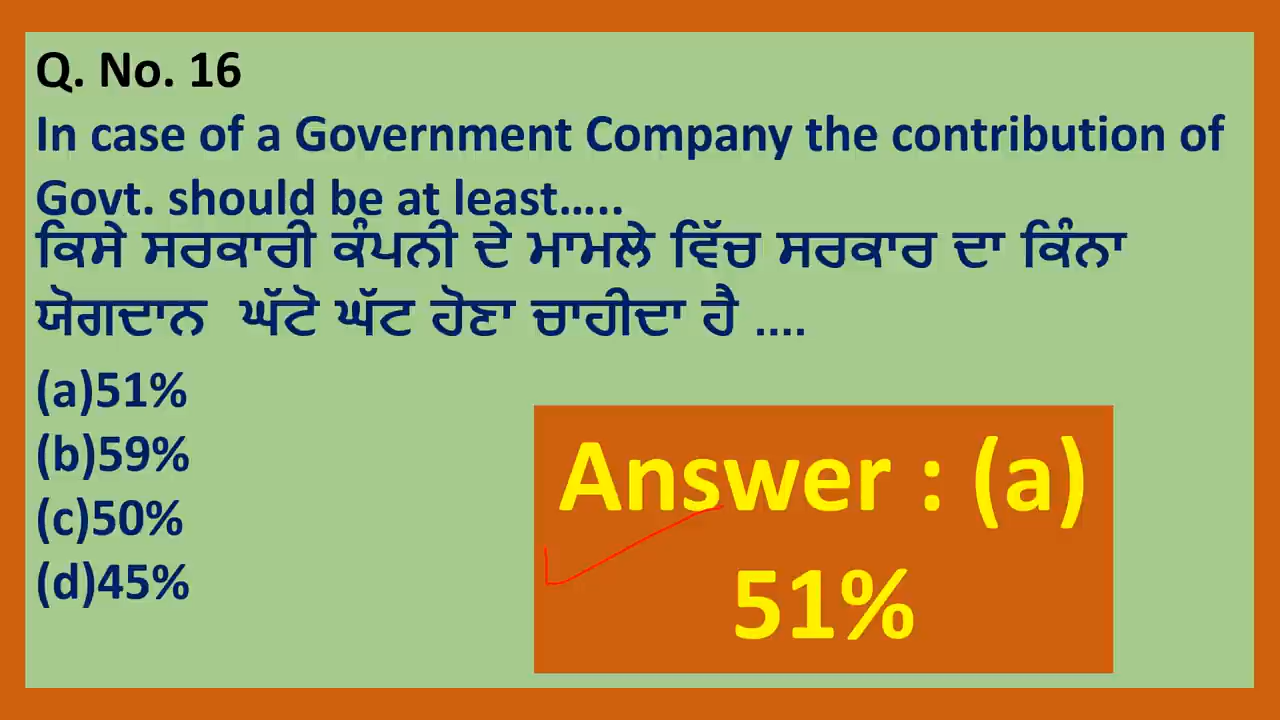 Q. No. 16
In case of a Government Company the contribution of
Govt. should be at least…..
ਕਿਸੇ ਸਰਕਾਰੀ ਕੰਪਨੀ ਦੇ ਮਾਮਲੇ ਵਿੱਚ ਸਰਕਾਰ ਦਾ ਕਿੰਨਾ
ਯੋਗਦਾਨ  ਘੱਟੋ ਘੱਟ ਹੋਣਾ ਚਾਹੀਦਾ ਹੈ ....
(a)51%
(b)59%
(c)50%
(d)45%
Answer : (a)
51%